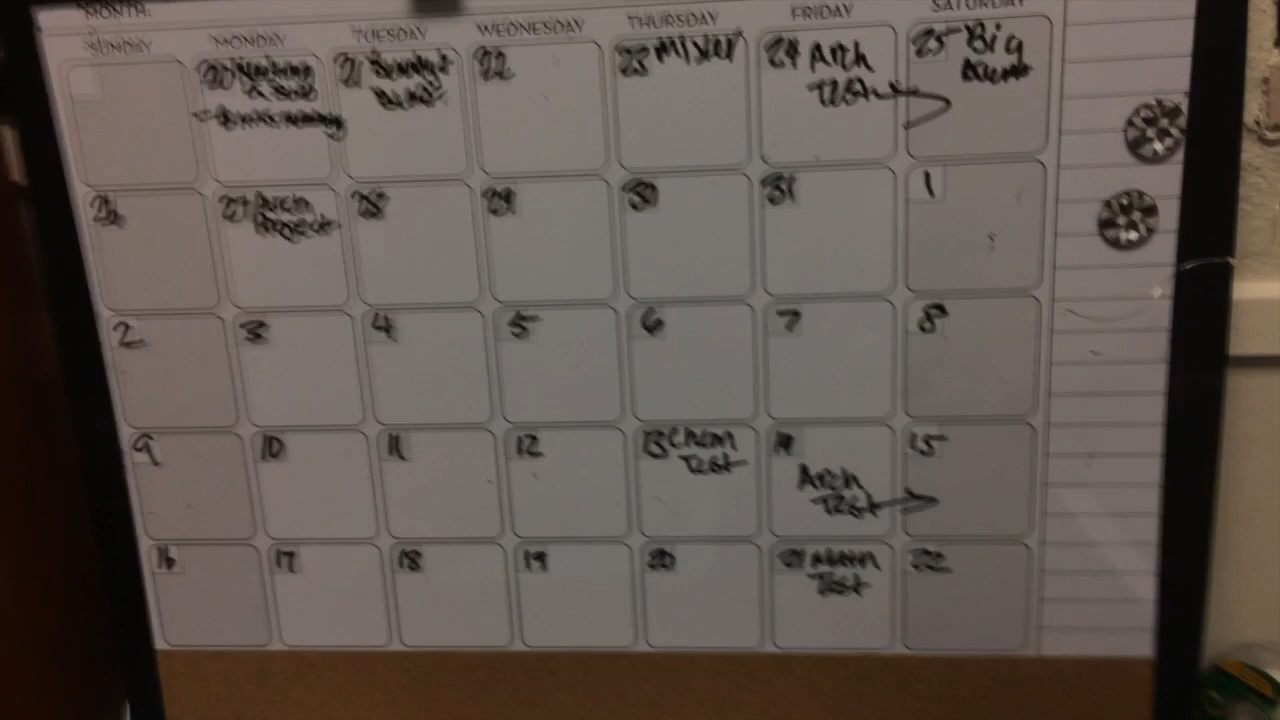 MONTH:
SUNDAY MONDAY TUESDAY WEDNESDAY THURSDAY FRIDAY SATURDAY
20
21
22
23 Mixer
24 Arch
Test
25 Big
26
27 Arch
Project
28
29
30
31
1
2
3
4
5
6
7
8
9
10
11
12
13 Chem
Test
14
Arch
Test
15
16
17
18
19
20
21 Math
Test
22